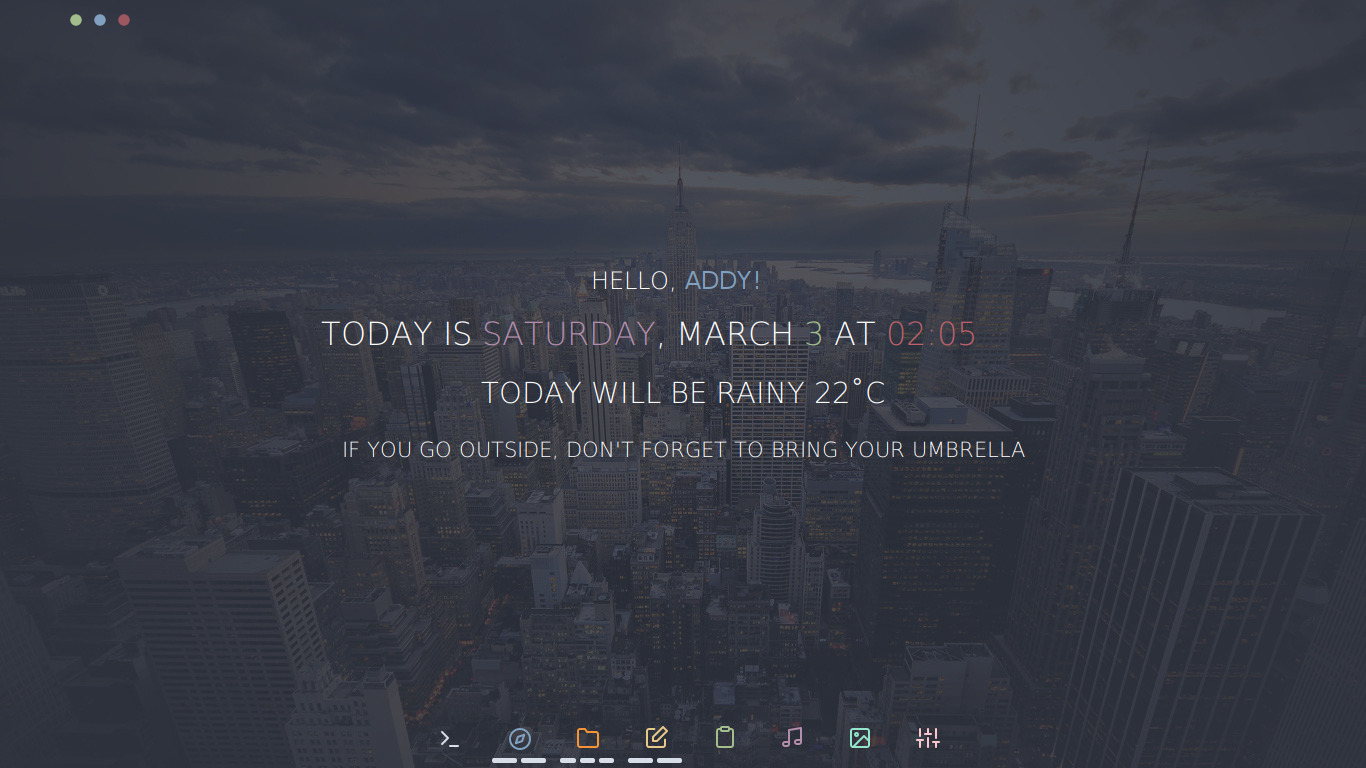 HELLO, ADDY!
TODAY IS SATURDAY, MARCH 3 AT 02:05
TODAY WILL BE RAINY 22°C
IF YOU GO OUTSIDE, DON'T FORGET TO BRING YOUR UMBRELLA